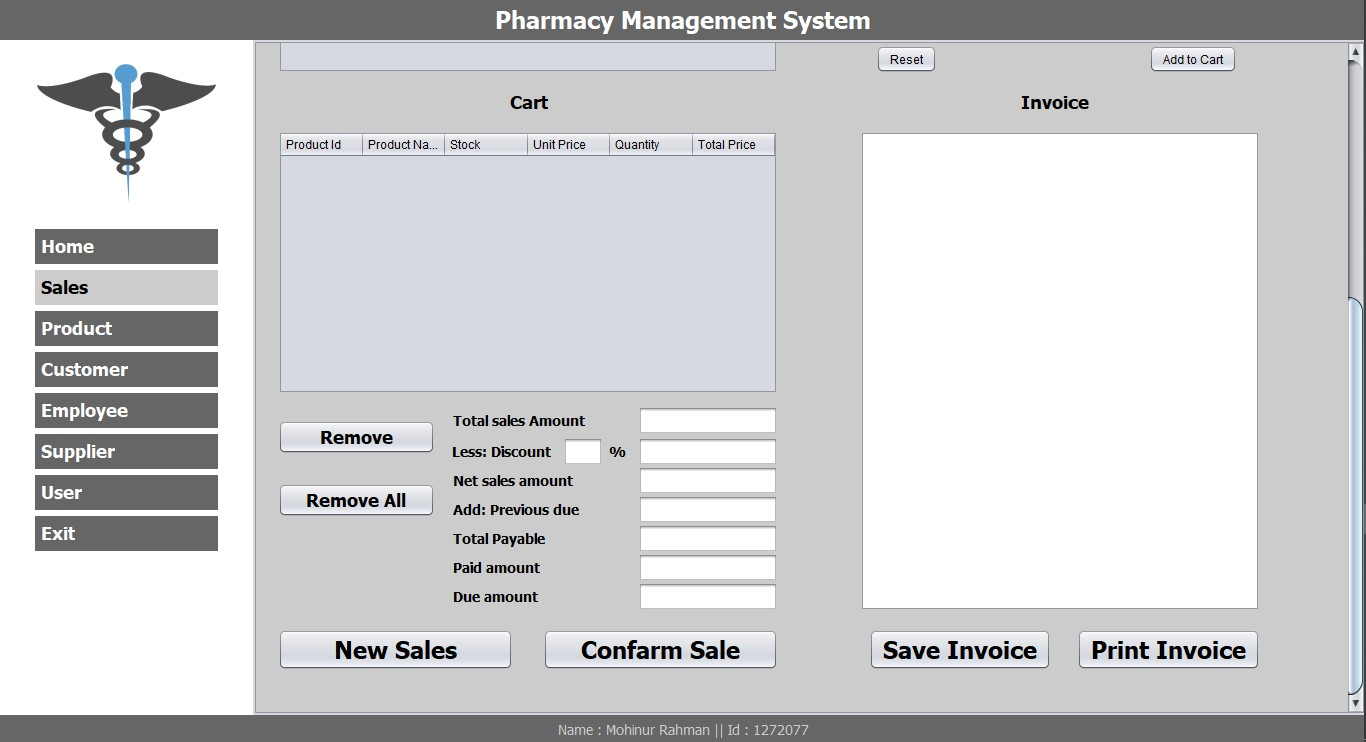 Pharmacy Management System
Home
Sales
Product
Customer
Employee
Supplier
User
Exit
Reset
Add to Cart
Cart
Product Id Product Na... Stock Unit Price Quantity Total Price
Remove
Remove All
Total sales Amount
Less: Discount %
Net sales amount
Add: Previous due
Total Payable
Paid amount
Due amount
New Sales
Confarm Sale
Invoice
Save Invoice
Print Invoice
Name : Mohinur Rahman || Id : 1272077